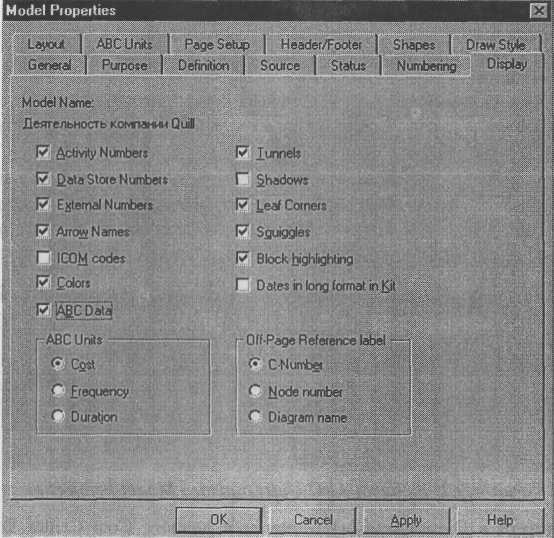 Model Properties
Layout ABC Units Page Setup Header/Footer Shapes Draw Style
General Purpose Definition Source Status Numbering Display
Model Name:
Деятельность компании Quill
Activity Numbers Tunnels
Data Store Numbers Shadows
External Numbers Leaf Corners
Arrow Names Squiggles
ICOM codes Block highlighting
Colors Dates in long format in Kit
ABC Data
ABC Units Off-Page Reference label
Cost C-Number
Frequency Node number
Duration Diagram name
OK Cancel Apply Help